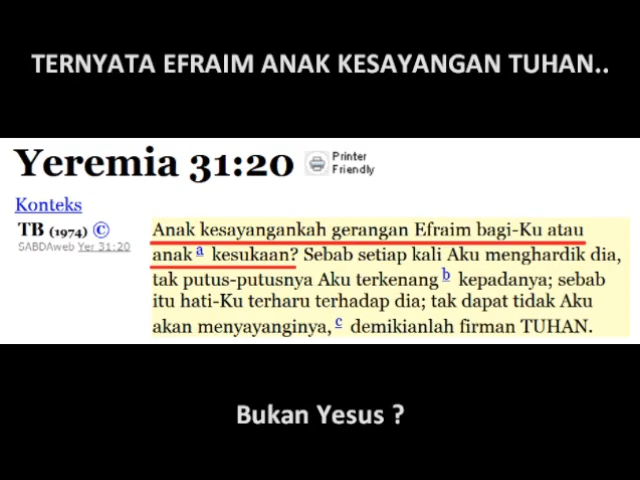 TERNYATA EFRAIM ANAK KESAYANGAN TUHAN..
Yeremia 31:20
Printer
Friendly
Konteks
TB (1974) ©
SABDAweb Yer 31:20
Anak kesayangankah gerangan Efraim bagi-Ku atau
anak a kesukaan? Sebab setiap kali Aku menghardik dia,
tak putus-putusnya Aku terkenang b kepadanya; sebab
itu hati-Ku terharu terhadap dia; tak dapat tidak Aku
akan menyayanginya, c demikianlah firman TUHAN.
Bukan Yesus ?